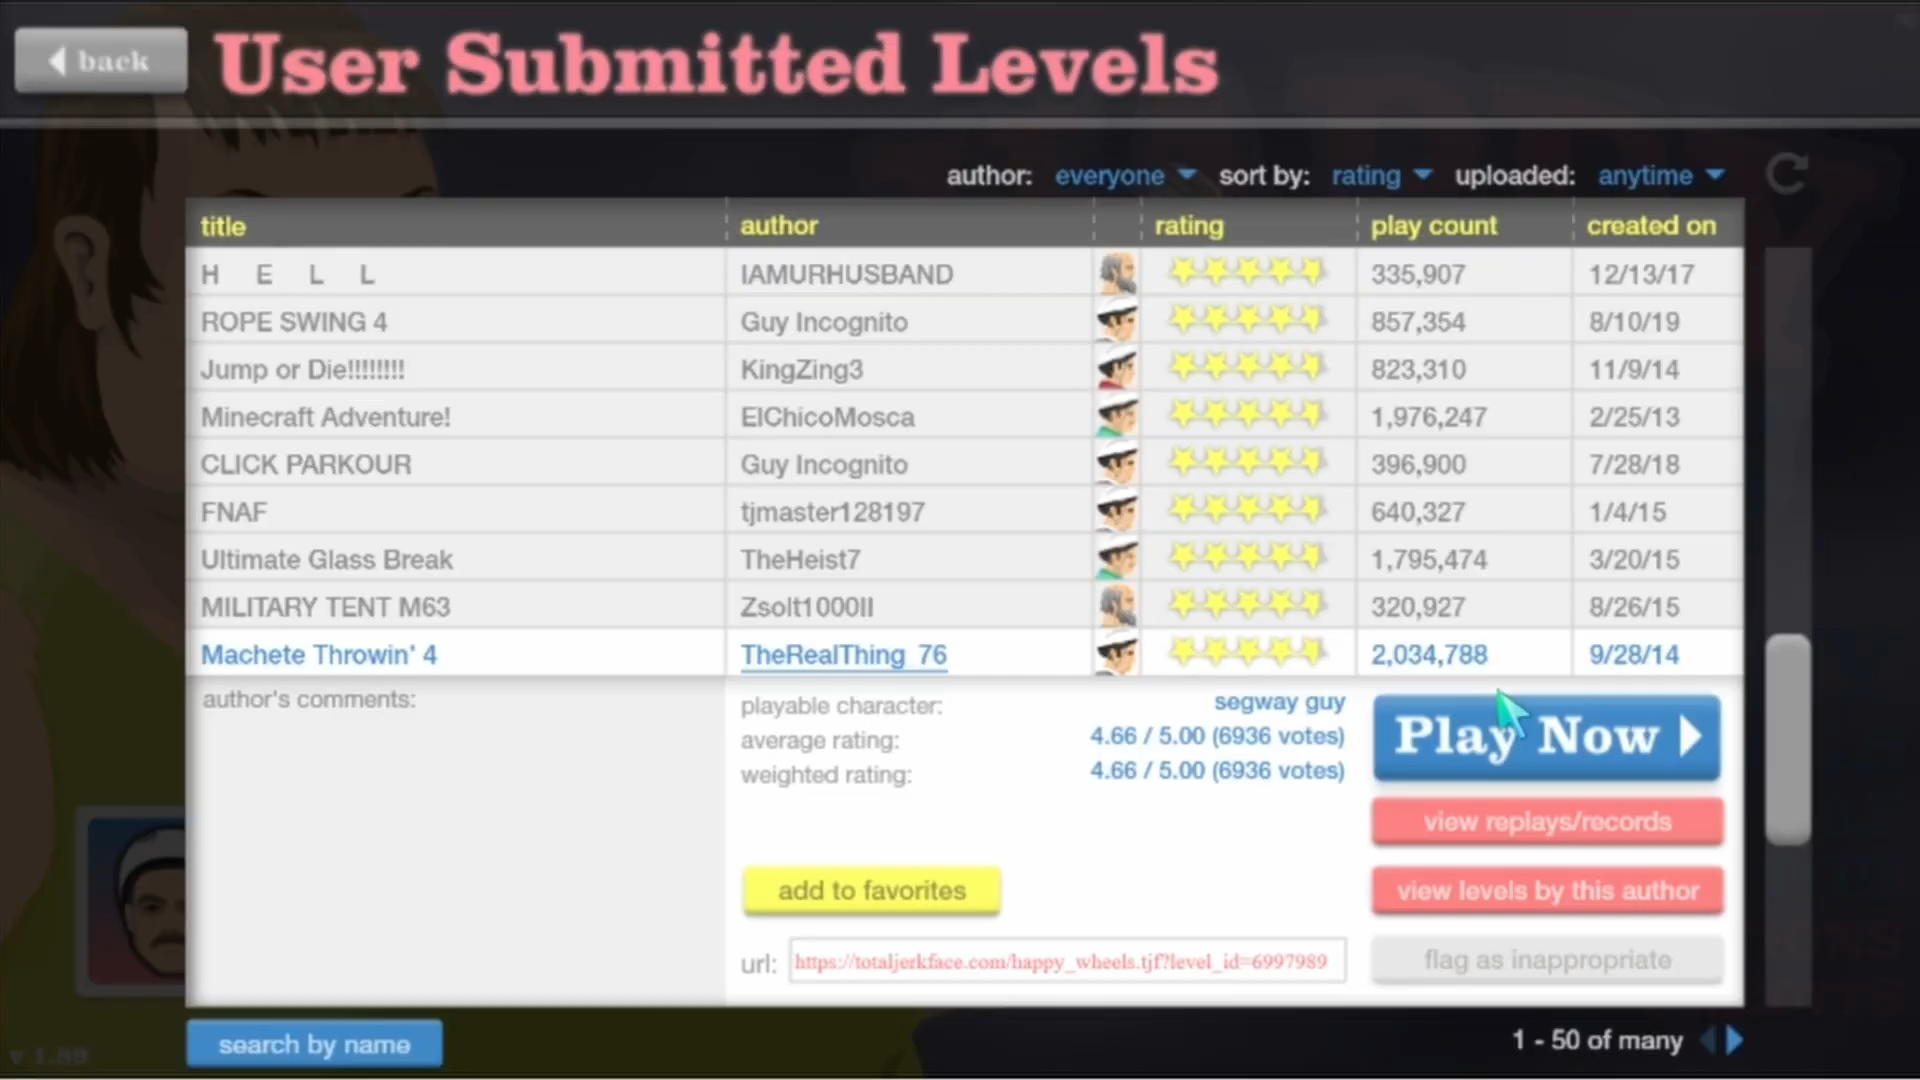 back
User Submitted Levels
author: everyone sort by: rating uploaded: anytime
title author rating play count created on
H E L L IAMURHUSBAND 335,907 12/13/17
ROPE SWING 4 Guy Incognito 857,354 8/10/19
Jump or Die!!!!!!!! KingZing3 823,310 11/9/14
Minecraft Adventure! ElChicoMosca 1,976,247 2/25/13
CLICK PARKOUR Guy Incognito 396,900 7/28/18
FNAF tjmaster128197 640,327 1/4/15
Ultimate Glass Break TheHeist7 1,795,474 3/20/15
MILITARY TENT M63 Zsolt1000II 320,927 8/26/15
Machete Throwin' 4 TheRealThing_76 2,034,788 9/28/14
author's comments:
playable character: segway guy
average rating: 4.66 / 5.00 (6936 votes)
weighted rating: 4.66 / 5.00 (6936 votes)
Play Now
view replays/records
add to favorites
view levels by this author
url: https://totaljerkface.com/happy_wheels.tjf?level_id=6997989
flag as inappropriate
search by name
1 - 50 of many
v 1.89